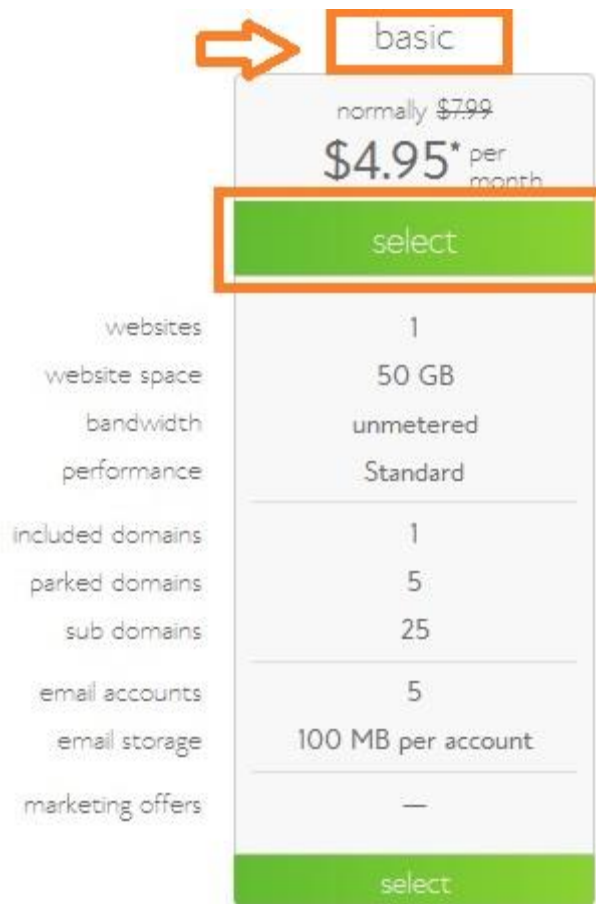 basic
normally $7.99
$4.95* per month
select
websites 1
website space 50 GB
bandwidth unmetered
performance Standard
included domains 1
parked domains 5
sub domains 25
email accounts 5
email storage 100 MB per account
marketing offers —
select